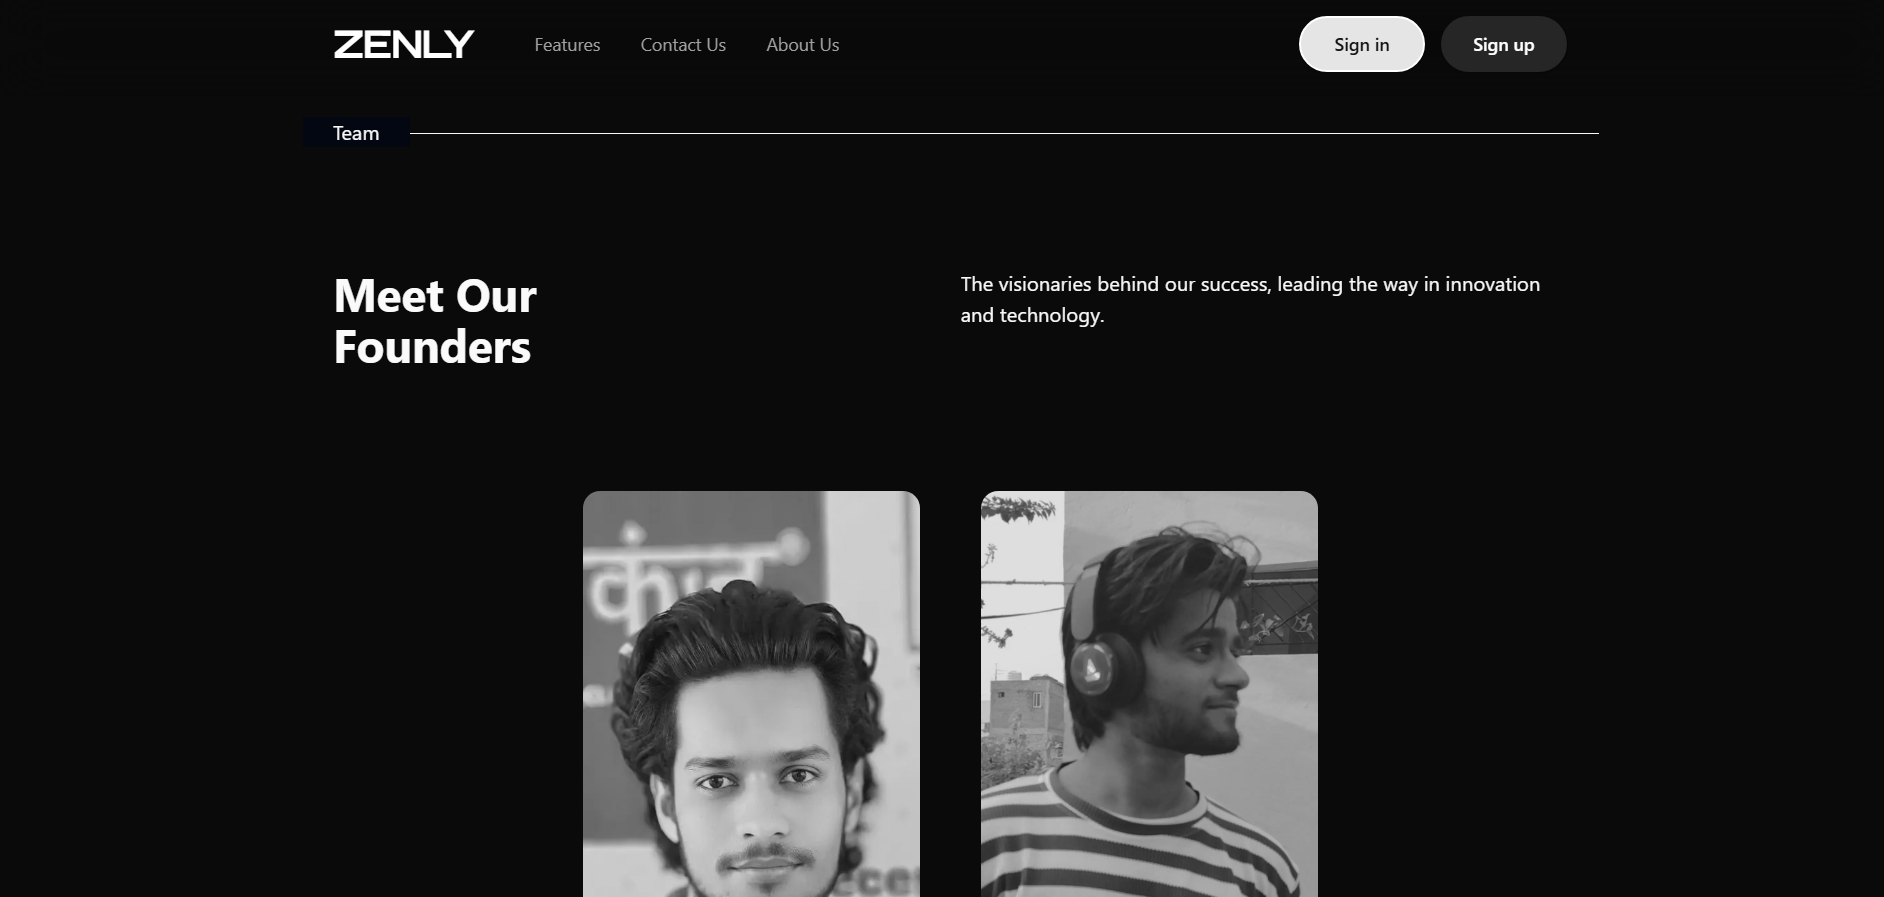 ZENLY Features Contact Us About Us Sign in Sign up
Team
Meet Our
Founders
The visionaries behind our success, leading the way in innovation
and technology.